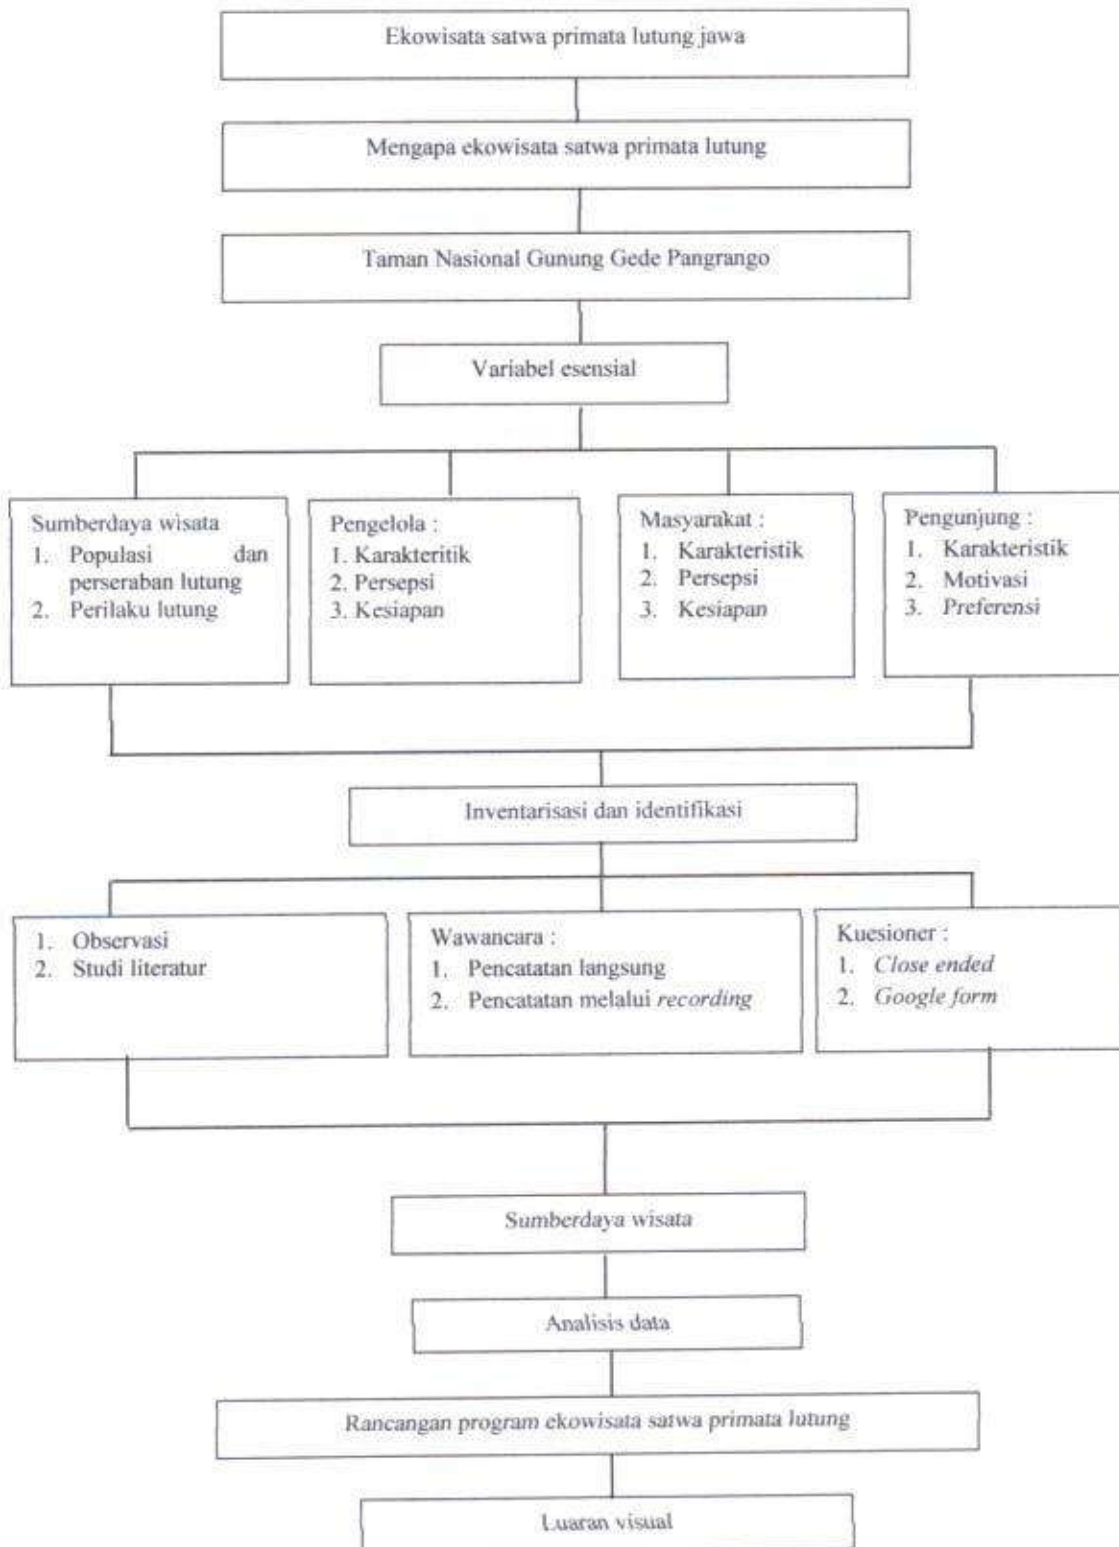 Ekowisata satwa primata lutung jawa
Mengapa ekowisata satwa primata lutung
Taman Nasional Gunung Gede Pangrango
Variabel esensial
Sumberdaya wisata
1. Populasi dan
perseraban lutung
2. Perilaku lutung
Pengelola :
1. Karakteritik
2. Persepsi
3. Kesiapan
Masyarakat :
1. Karakteristik
2. Persepsi
3. Kesiapan
Pengunjung :
1. Karakteristik
2. Motivasi
3. Preferensi
Inventarisasi dan identifikasi
1. Observasi
2. Studi literatur
Wawancara :
1. Pencatatan langsung
2. Pencatatan melalui recording
Kuesioner :
1. Close ended
2. Google form
Sumberdaya wisata
Analisis data
Rancangan program ekowisata satwa primata lutung
Luaran visual